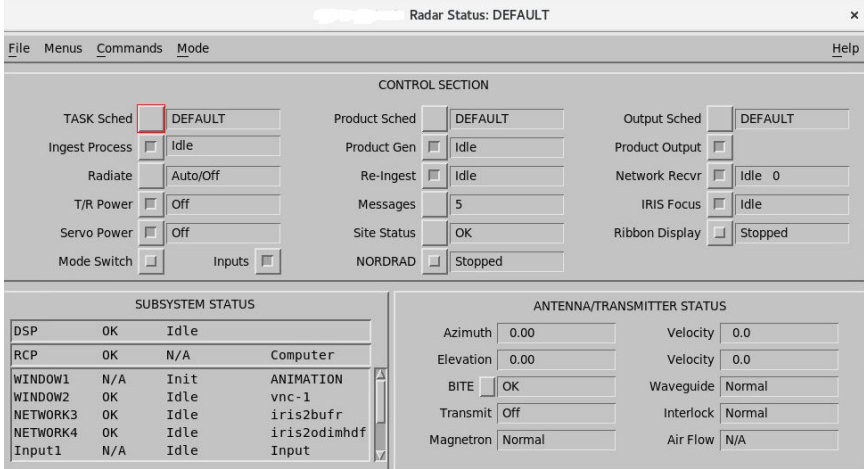 Radar Status: DEFAULT ×
File Menus Commands Mode Help
CONTROL SECTION
TASK Sched DEFAULT Product Sched DEFAULT Output Sched DEFAULT
Ingest Process Idle Product Gen Idle Product Output
Radiate Auto/Off Re-Ingest Idle Network Recvr Idle 0
T/R Power Off Messages 5 IRIS Focus Idle
Servo Power Off Site Status OK Ribbon Display Stopped
Mode Switch Inputs NORDRAD Stopped
SUBSYSTEM STATUS
DSP OK Idle
RCP OK N/A Computer
WINDOW1 N/A Init ANIMATION
WINDOW2 OK Idle vnc-1
NETWORK3 OK Idle iris2bufr
NETWORK4 OK Idle iris2odimhdf
Input1 N/A Idle Input
ANTENNA/TRANSMITTER STATUS
Azimuth 0.00 Velocity 0.0
Elevation 0.00 Velocity 0.0
BITE OK Waveguide Normal
Transmit Off Interlock Normal
Magnetron Normal Air Flow N/A